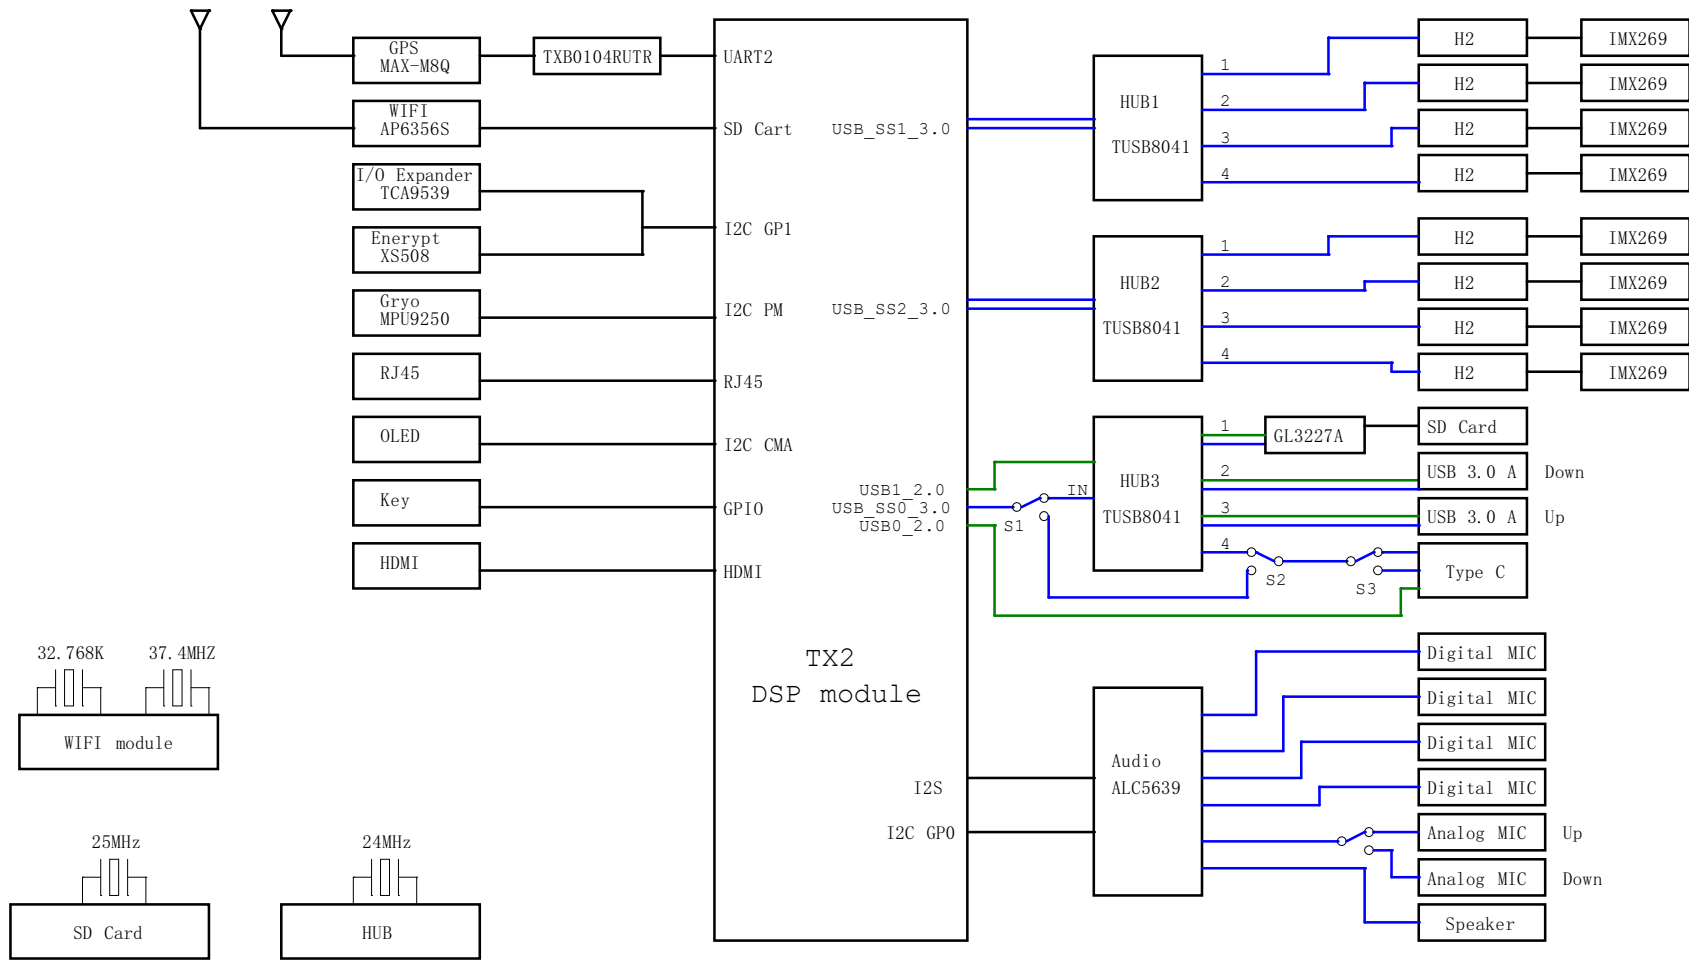 GPS
MAX-M8Q
TXB0104RUTR
UART2
WIFI
AP6356S
SD Cart
I/O Expander
TCA9539
I2C GP1
Enerypt
XS508
Gryo
MPU9250
I2C PM
RJ45
RJ45
OLED
I2C CMA
Key
GPIO
HDMI
HDMI
USB_SS1_3.0
USB_SS2_3.0
USB1_2.0
USB_SS0_3.0
USB0_2.0
TX2
DSP module
I2S
I2C GP0
HUB1
TUSB8041
1
2
3
4
H2
IMX269
H2
IMX269
H2
IMX269
H2
IMX269
HUB2
TUSB8041
1
2
3
4
H2
IMX269
H2
IMX269
H2
IMX269
H2
IMX269
S1
IN
HUB3
TUSB8041
1
2
3
4
GL3227A
SD Card
USB 3.0 A
Down
USB 3.0 A
Up
S2
S3
Type C
Audio
ALC5639
Digital MIC
Digital MIC
Digital MIC
Digital MIC
Analog MIC
Up
Analog MIC
Down
Speaker
32.768K
37.4MHZ
WIFI module
25MHz
SD Card
24MHz
HUB